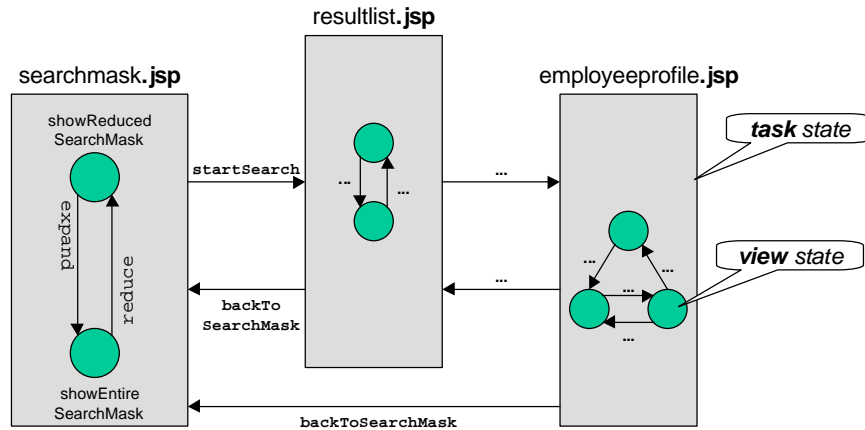 resultlist.jsp
searchmask.jsp
employeeprofile.jsp
showReduced
SearchMask
expand
reduce
showEntire
SearchMask
startSearch
backTo
SearchMask
...
...
...
...
backToSearchMask
...
...
...
...
task state
view state